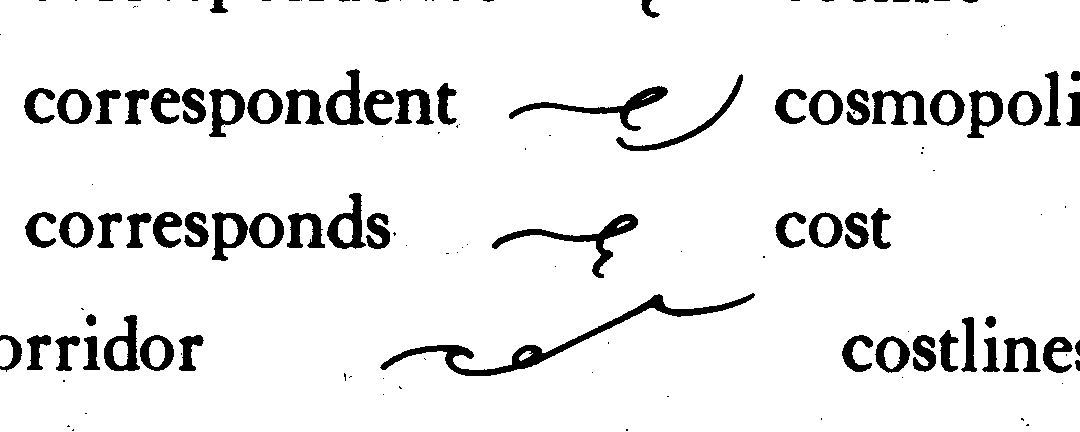 correspondent cosmopoli
corresponds cost
orridor costlines